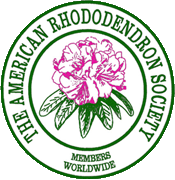 THE AMERICAN RHODODENDRON SOCIETY
MEMBERS
WORLDWIDE